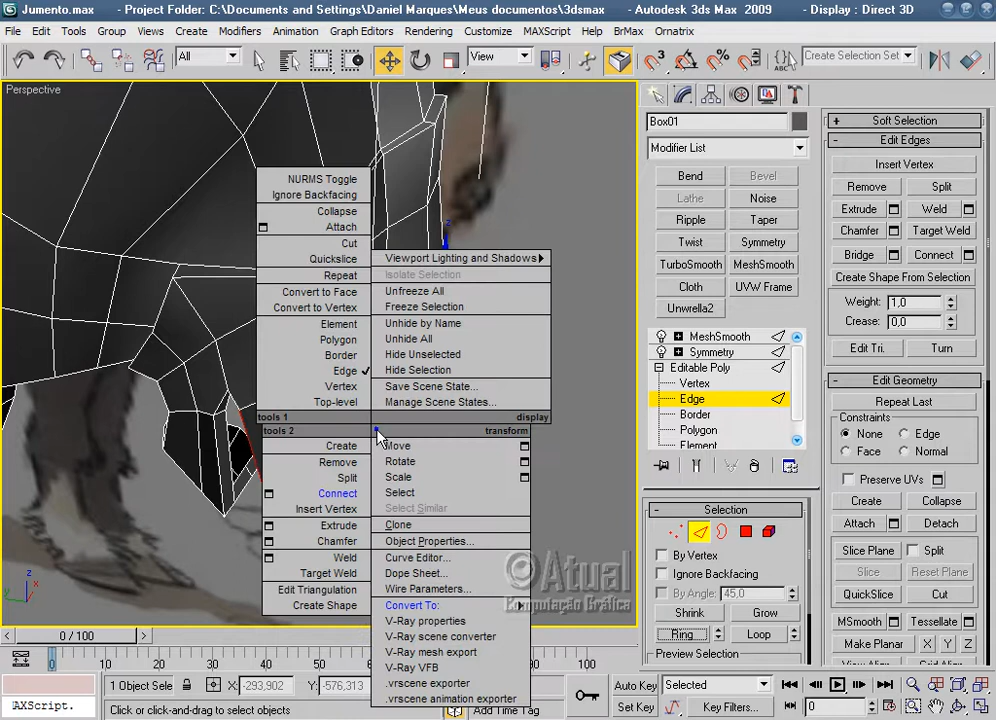 Jumento.max - Project Folder: C:\Documents and Settings\Daniel Marques\Meus documentos\3dsmax - Autodesk 3ds Max 2009 - Display : Direct 3D
File Edit Tools Group Views Create Modifiers Animation Graph Editors Rendering Customize MAXScript Help BrMax Ornatrix
All View Create Selection Set
Perspective
NURMS Toggle
Ignore Backfacing
Collapse
Attach
Cut
Quickslice
Repeat
Convert to Face
Convert to Vertex
Element
Polygon
Border
Edge
Vertex
Top-level
tools 1
Viewport Lighting and Shadows
Isolate Selection
Unfreeze All
Freeze Selection
Unhide by Name
Unhide All
Hide Unselected
Hide Selection
Save Scene State...
Manage Scene States...
display
tools 2
Create
Remove
Split
Connect
Insert Vertex
Extrude
Chamfer
Weld
Target Weld
Edit Triangulation
Create Shape
transform
Move
Rotate
Scale
Select
Select Similar
Clone
Object Properties...
Curve Editor...
Dope Sheet...
Wire Parameters...
Convert To:
V-Ray properties
V-Ray scene converter
V-Ray mesh export
V-Ray VFB
.vrscene exporter
.vrscene animation exporter
©Atual
Computação Gráfica
Box01
Modifier List
Bend Bevel
Lathe Noise
Ripple Taper
Twist Symmetry
TurboSmooth MeshSmooth
Cloth UVW Frame
Unwrella2
MeshSmooth
Symmetry
Editable Poly
Vertex
Edge
Border
Polygon
Element
Selection
By Vertex
Ignore Backfacing
By Angle: 45,0
Shrink Grow
Ring Loop
Preview Selection
Soft Selection
Edit Edges
Insert Vertex
Remove Split
Extrude Weld
Chamfer Target Weld
Bridge Connect
Create Shape From Selection
Weight: 1,0
Crease: 0,0
Edit Tri. Turn
Edit Geometry
Repeat Last
Constraints
None Edge
Face Normal
Preserve UVs
Create Collapse
Attach Detach
Slice Plane Split
Slice Reset Plane
QuickSlice Cut
MSmooth Tessellate
Make Planar X Y Z
0 / 100
0 10 20 30 40 50 60 100
1 Object Sele X: -293,902 Y: -576,313
AXScript.
Click or click-and-drag to select objects
Add Time Tag
Auto Key Selected
Set Key Key Filters...
0